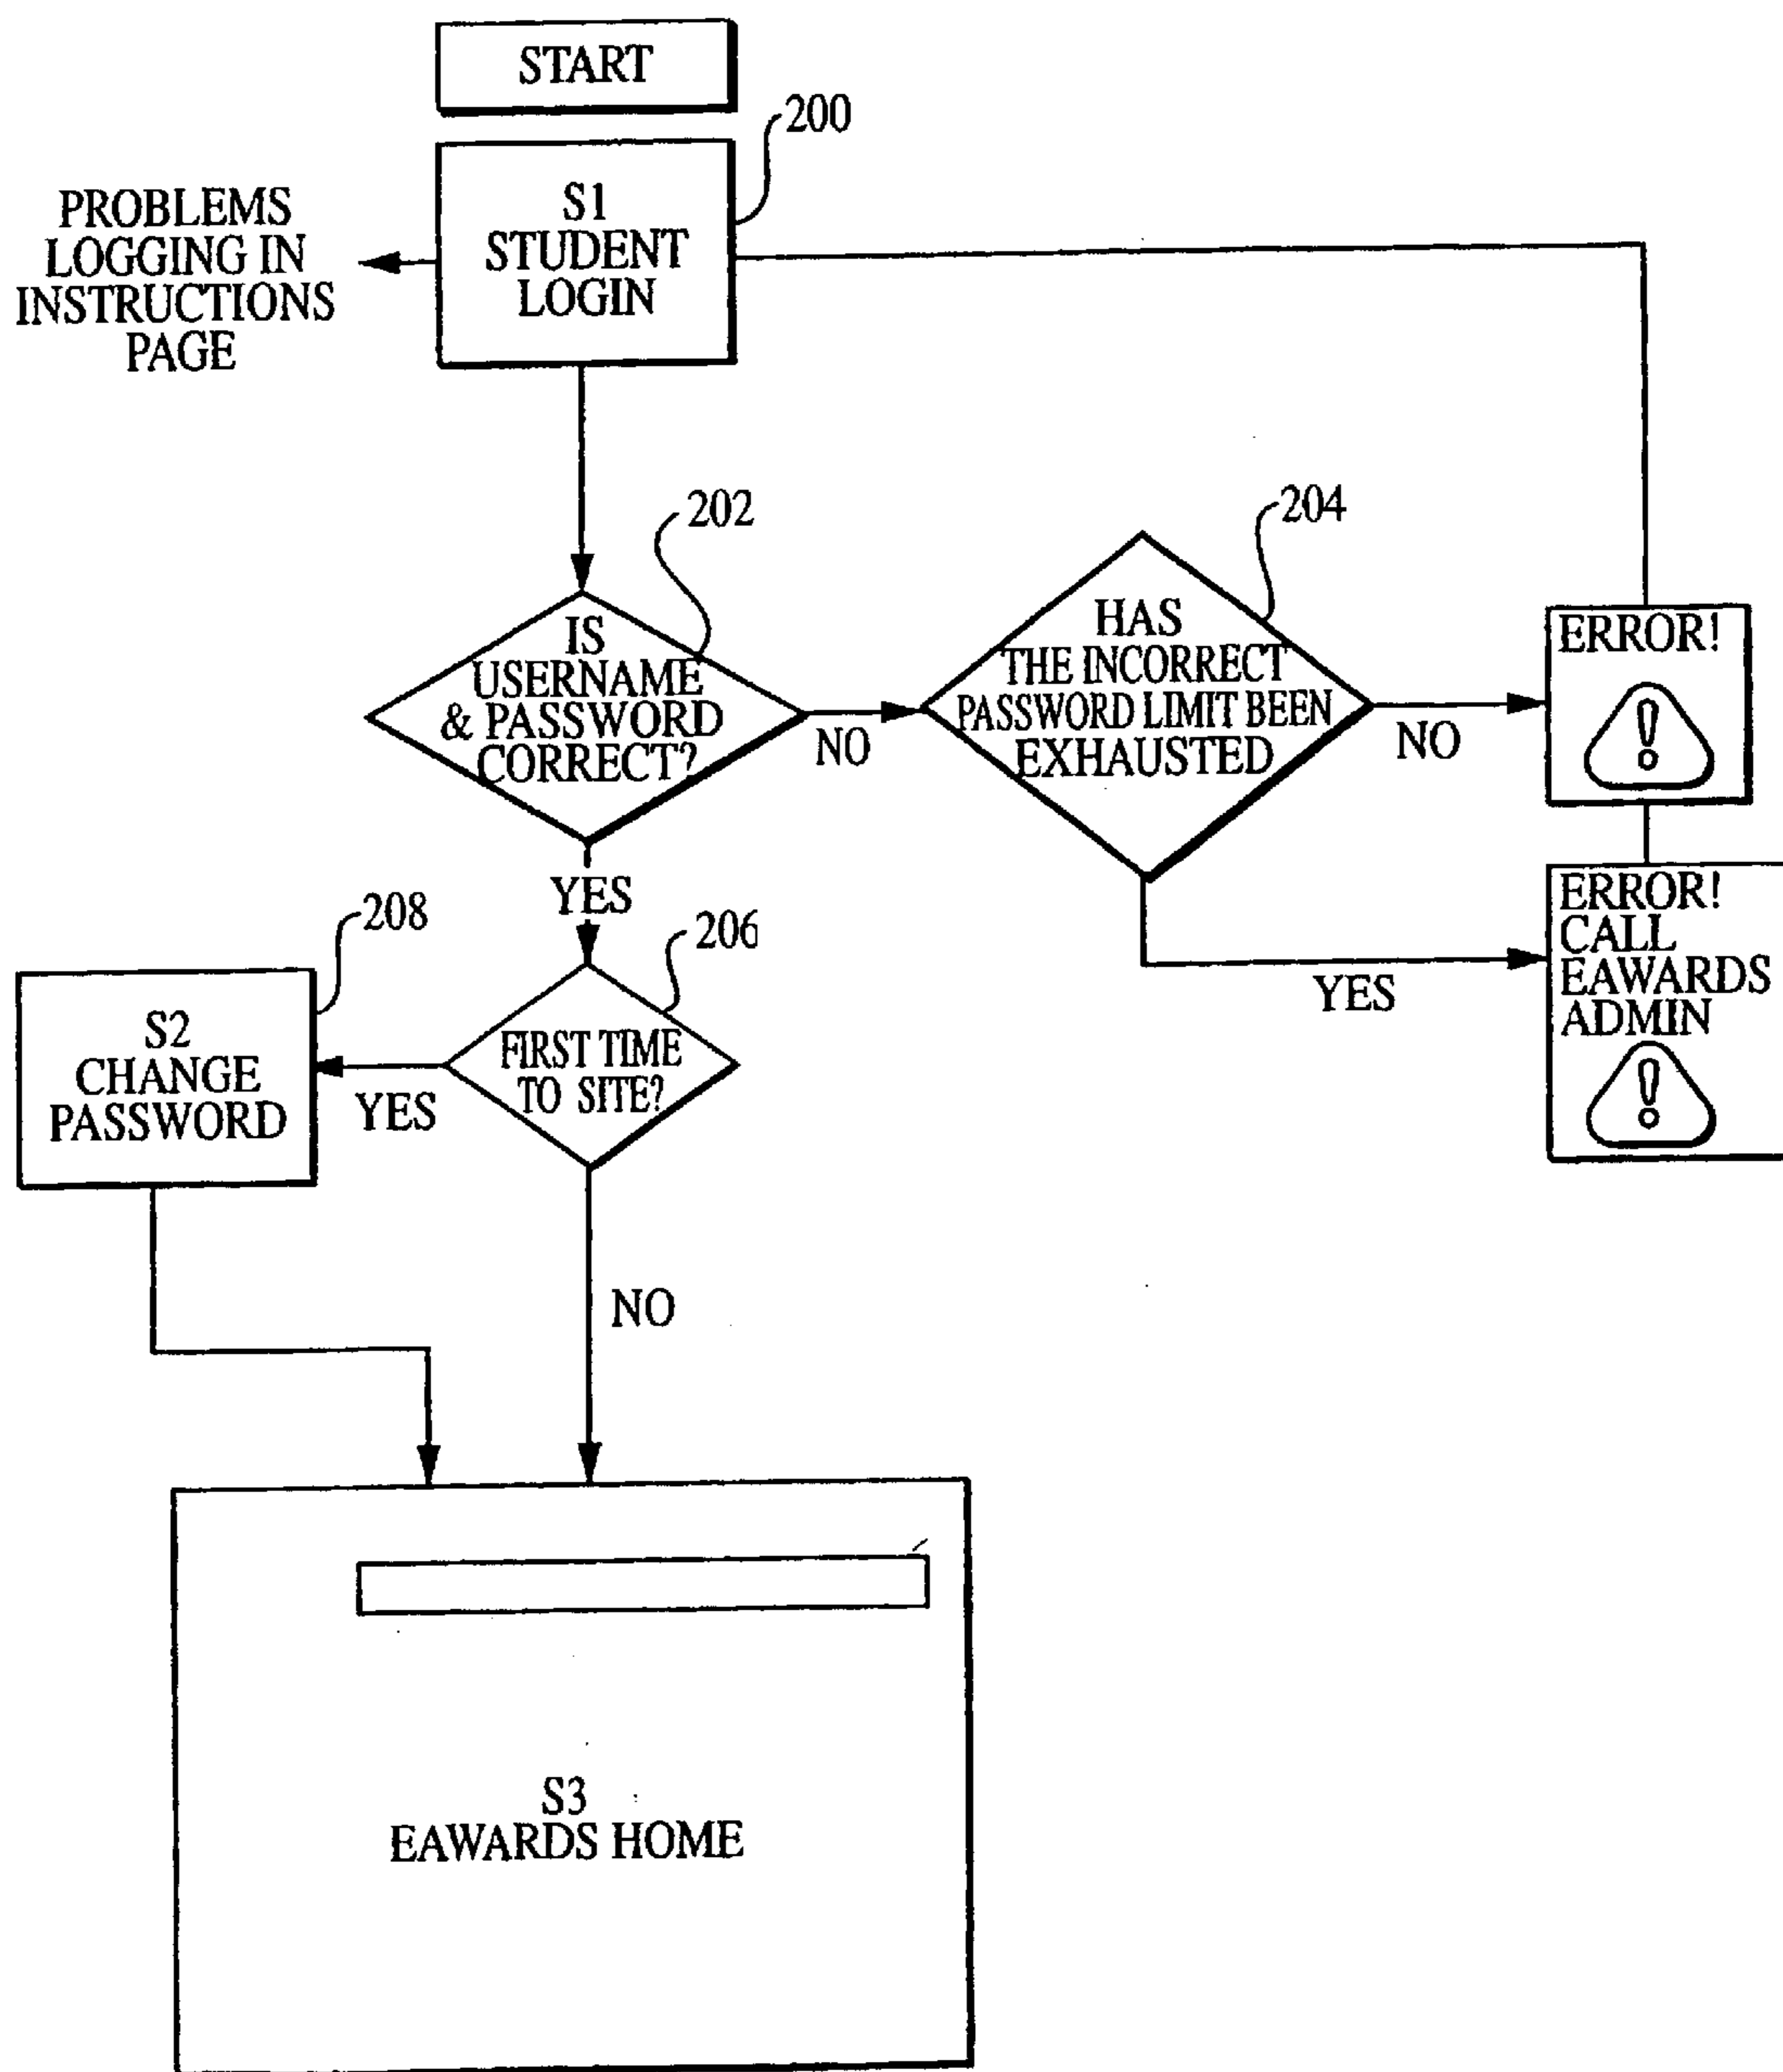 START
200
S1
STUDENT
LOGIN
PROBLEMS
LOGGING IN
INSTRUCTIONS
PAGE
202
IS
USERNAME
& PASSWORD
CORRECT?
NO
204
HAS
THE INCORRECT
PASSWORD LIMIT BEEN
EXHAUSTED
NO
ERROR!
!
YES
ERROR!
CALL
EAWARDS
ADMIN
!
YES
206
FIRST TIME
TO SITE?
YES
208
S2
CHANGE
PASSWORD
NO
S3
EAWARDS HOME